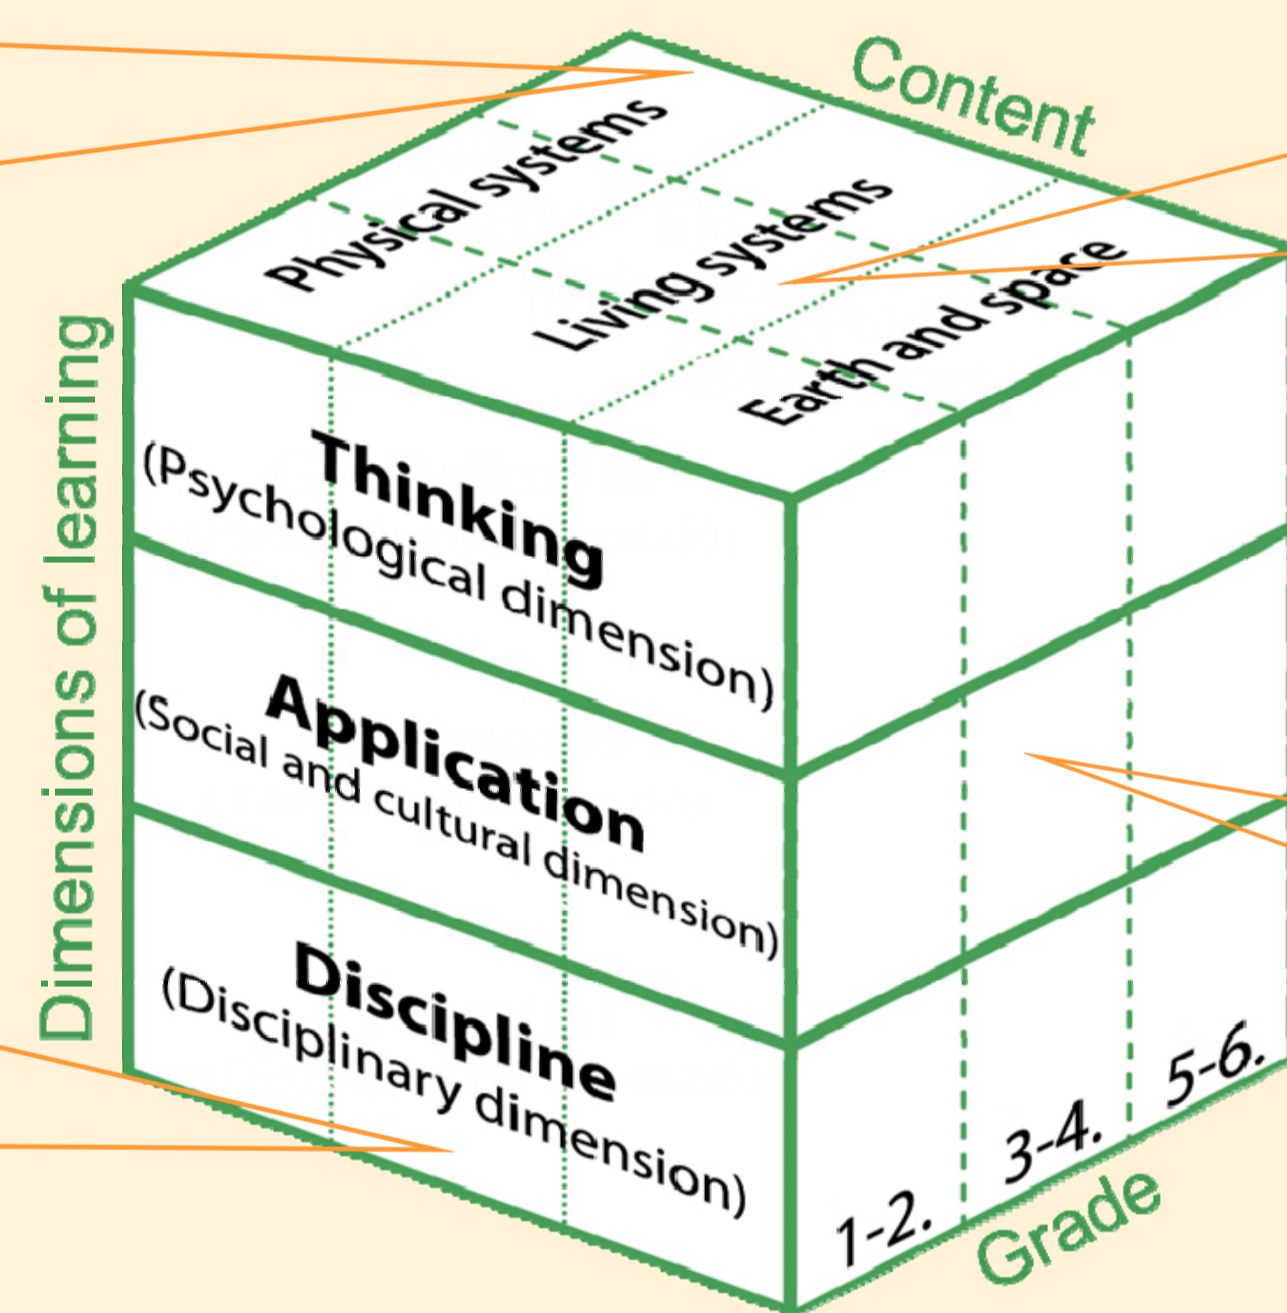 Content
Physical systems
Living systems
Earth and space
Dimensions of learning
Thinking
(Psychological dimension)
Application
(Social and cultural dimension)
Discipline
(Disciplinary dimension)
1-2.
3-4.
5-6.
Grade